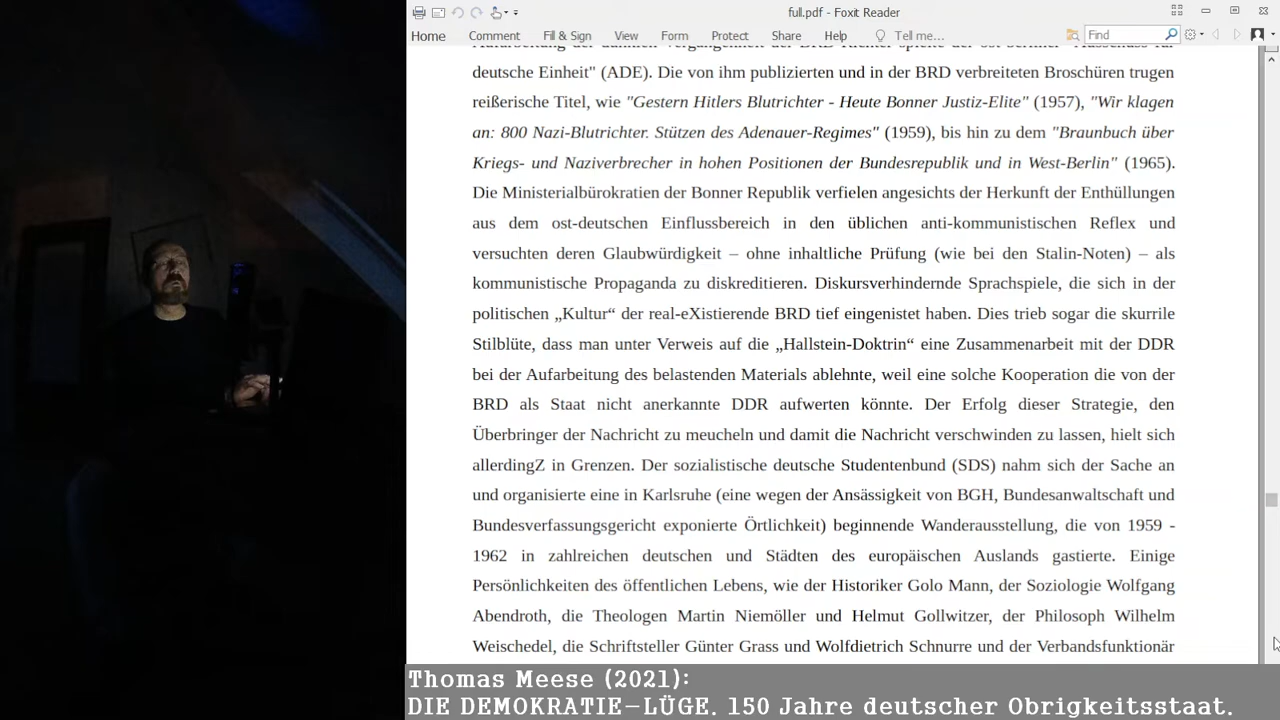 full.pdf - Foxit Reader
Home Comment Fill & Sign View Form Protect Share Help Tell me... Find
deutsche Einheit" (ADE). Die von ihm publizierten und in der BRD verbreiteten Broschüren trugen
reißerische Titel, wie "Gestern Hitlers Blutrichter - Heute Bonner Justiz-Elite" (1957), "Wir klagen
an: 800 Nazi-Blutrichter. Stützen des Adenauer-Regimes" (1959), bis hin zu dem "Braunbuch über
Kriegs- und Naziverbrecher in hohen Positionen der Bundesrepublik und in West-Berlin" (1965).
Die Ministerialbürokratien der Bonner Republik verfielen angesichts der Herkunft der Enthüllungen
aus dem ost-deutschen Einflussbereich in den üblichen anti-kommunistischen Reflex und
versuchten deren Glaubwürdigkeit – ohne inhaltliche Prüfung (wie bei den Stalin-Noten) – als
kommunistische Propaganda zu diskreditieren. Diskursverhindernde Sprachspiele, die sich in der
politischen „Kultur“ der real-eXistierende BRD tief eingenistet haben. Dies trieb sogar die skurrile
Stilblüte, dass man unter Verweis auf die „Hallstein-Doktrin“ eine Zusammenarbeit mit der DDR
bei der Aufarbeitung des belastenden Materials ablehnte, weil eine solche Kooperation die von der
BRD als Staat nicht anerkannte DDR aufwerten könnte. Der Erfolg dieser Strategie, den
Überbringer der Nachricht zu meucheln und damit die Nachricht verschwinden zu lassen, hielt sich
allerdingZ in Grenzen. Der sozialistische deutsche Studentenbund (SDS) nahm sich der Sache an
und organisierte eine in Karlsruhe (eine wegen der Ansässigkeit von BGH, Bundesanwaltschaft und
Bundesverfassungsgericht exponierte Örtlichkeit) beginnende Wanderausstellung, die von 1959 -
1962 in zahlreichen deutschen und Städten des europäischen Auslands gastierte. Einige
Persönlichkeiten des öffentlichen Lebens, wie der Historiker Golo Mann, der Soziologie Wolfgang
Abendroth, die Theologen Martin Niemöller und Helmut Gollwitzer, der Philosoph Wilhelm
Weischedel, die Schriftsteller Günter Grass und Wolfdietrich Schnurre und der Verbandsfunktionär
Thomas Meese (2021):
DIE DEMOKRATIE-LÜGE. 150 Jahre deutscher Obrigkeitsstaat.